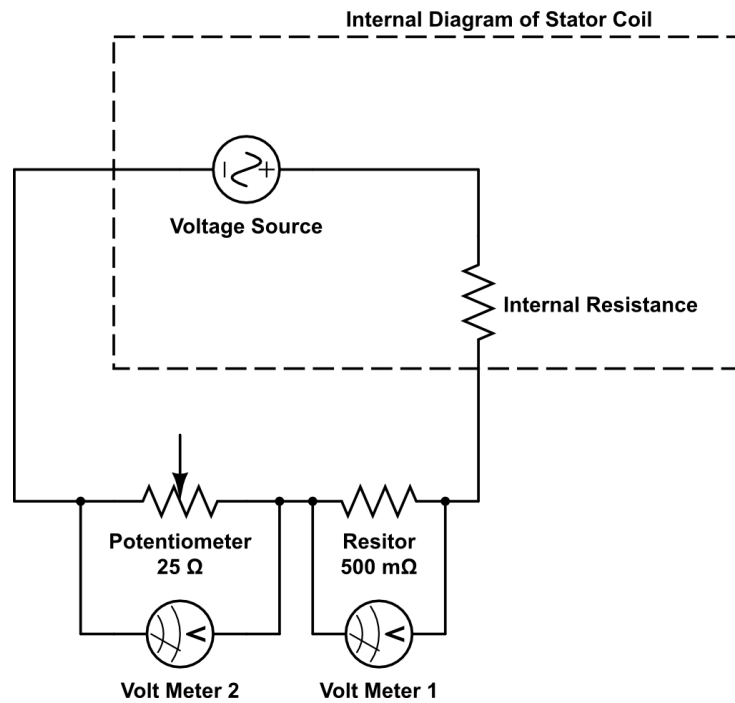 Internal Diagram of Stator Coil
Voltage Source
Internal Resistance
Potentiometer
25 Ω
Resitor
500 mΩ
V
V
Volt Meter 2
Volt Meter 1